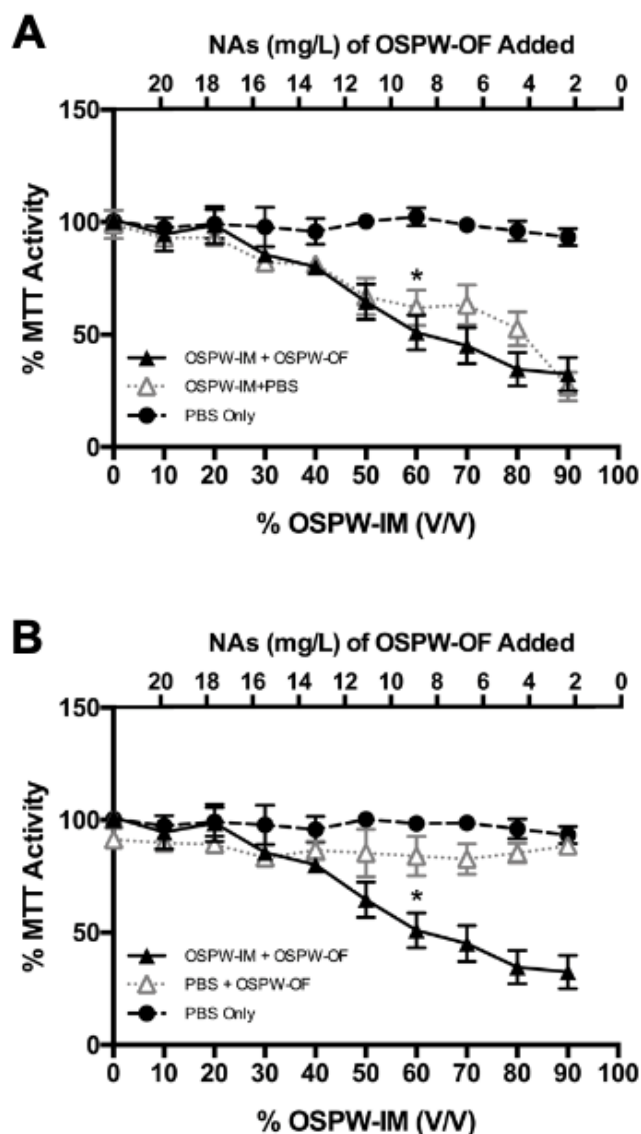 A
NAs (mg/L) of OSPW-OF Added
20 18 16 14 12 10 8 6 4 2 0
150
100
50
0
% MTT Activity
*
OSPW-IM + OSPW-OF
OSPW-IM+PBS
PBS Only
0 10 20 30 40 50 60 70 80 90 100
% OSPW-IM (V/V)
B
NAs (mg/L) of OSPW-OF Added
20 18 16 14 12 10 8 6 4 2 0
150
100
50
0
% MTT Activity
*
OSPW-IM + OSPW-OF
PBS + OSPW-OF
PBS Only
0 10 20 30 40 50 60 70 80 90 100
% OSPW-IM (V/V)